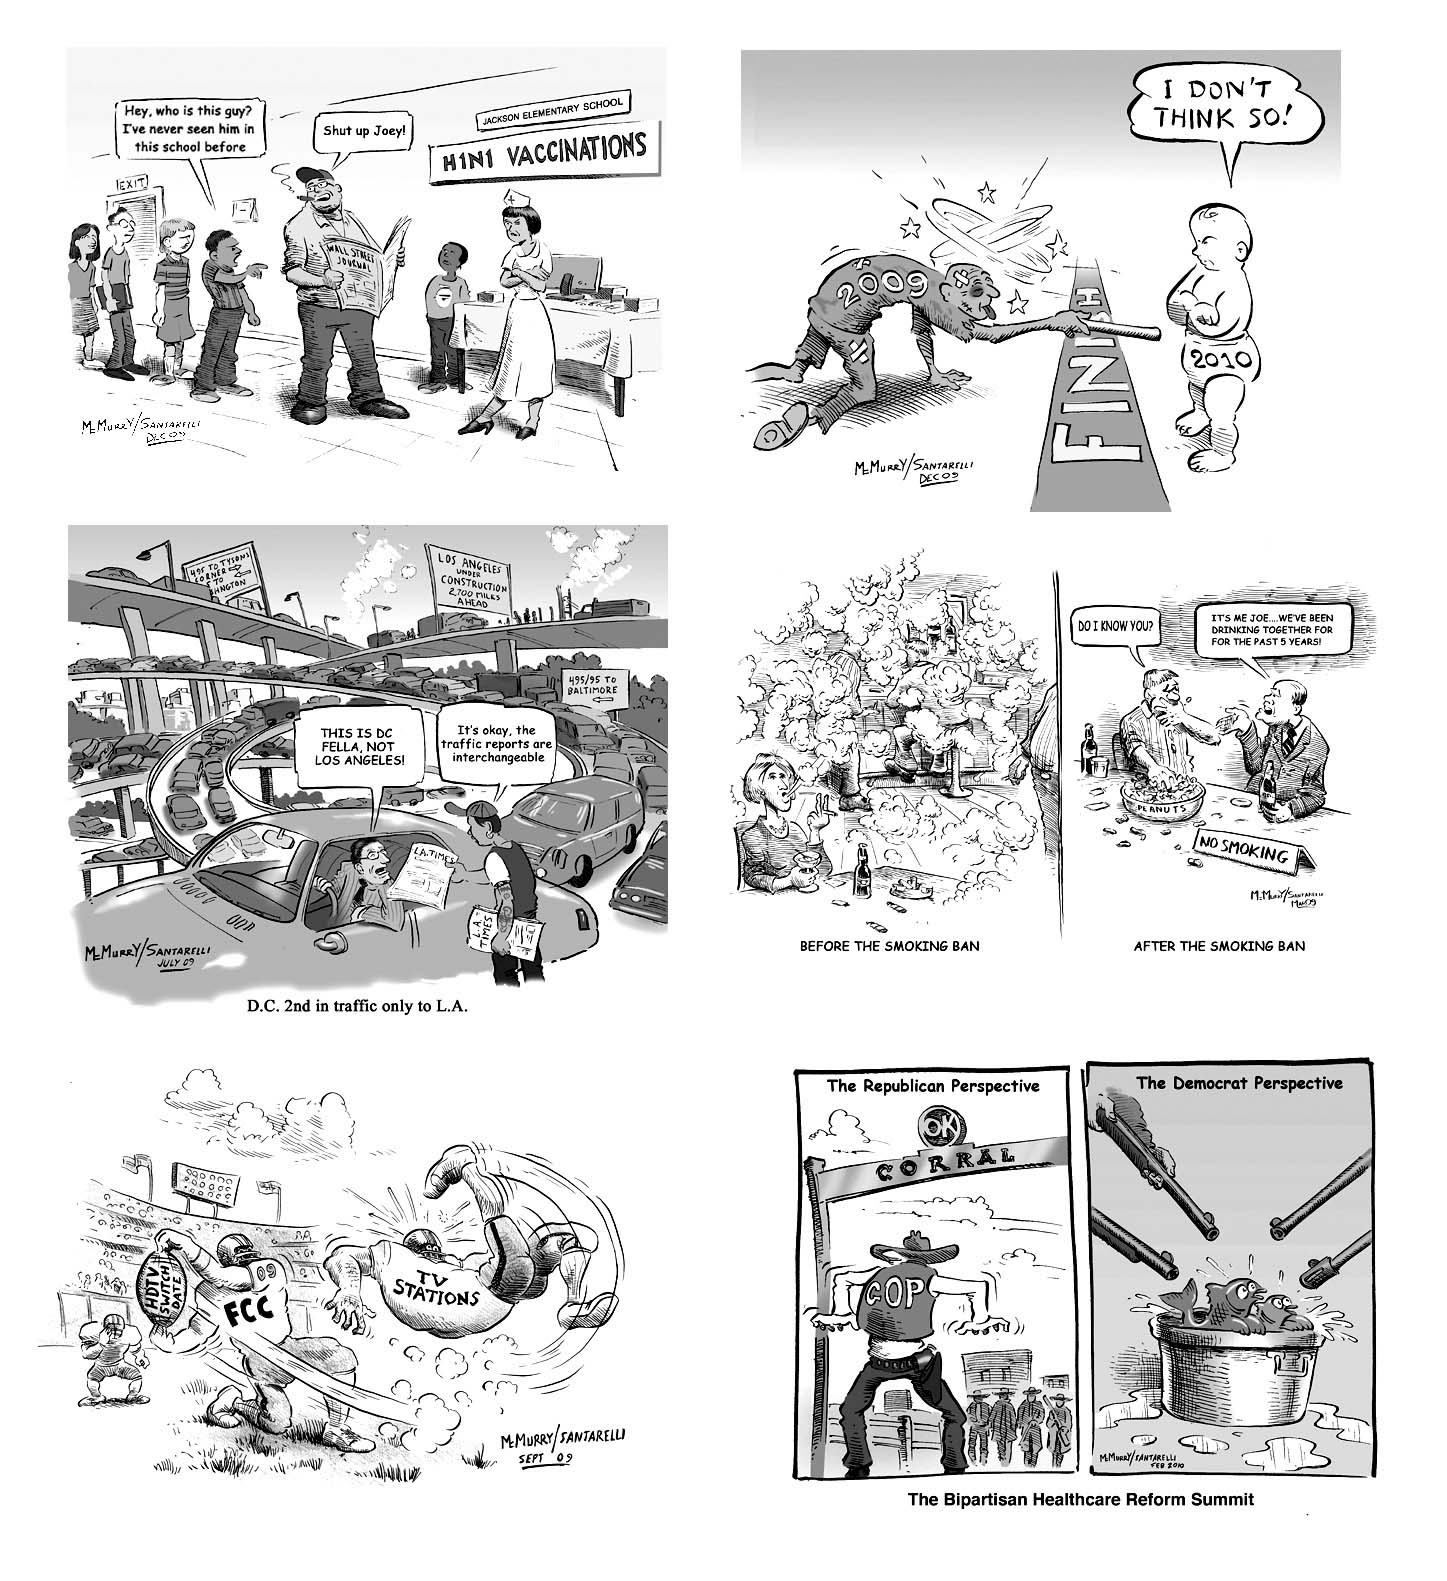 Hey, who is this guy?
I've never seen him in
this school before
Shut up Joey!
JACKSON ELEMENTARY SCHOOL
H1N1 VACCINATIONS
EXIT
WALL STREET
JOURNAL
McMURRY/SANTARELLI
DEC 09
I DON'T
THINK SO!
2009
2010
FINISH
McMURRY/SANTARELLI
DEC 09
495 TO TYSONS
CORNER
TO
LOS ANGELES
UNDER
CONSTRUCTION
2,700 MILES
AHEAD
495/95 TO
BALTIMORE
THIS IS DC
FELLA, NOT
LOS ANGELES!
It's okay, the
traffic reports are
interchangeable
L.A. TIMES
L.A.
TIMES
McMURRY/SANTARELLI
JULY 09
D.C. 2nd in traffic only to L.A.
DO I KNOW YOU?
IT'S ME JOE....WE'VE BEEN
DRINKING TOGETHER FOR
FOR THE PAST 5 YEARS!
PEANUTS
NO SMOKING
McMURRY/SANTARELLI
BEFORE THE SMOKING BAN
AFTER THE SMOKING BAN
HDTV
SWITCH
DATE
09
FCC
TV
STATIONS
McMURRY/SANTARELLI
SEPT 09
The Republican Perspective
OK
CORRAL
GOP
The Democrat Perspective
McMURRY/SANTARELLI
FEB 2010
The Bipartisan Healthcare Reform Summit